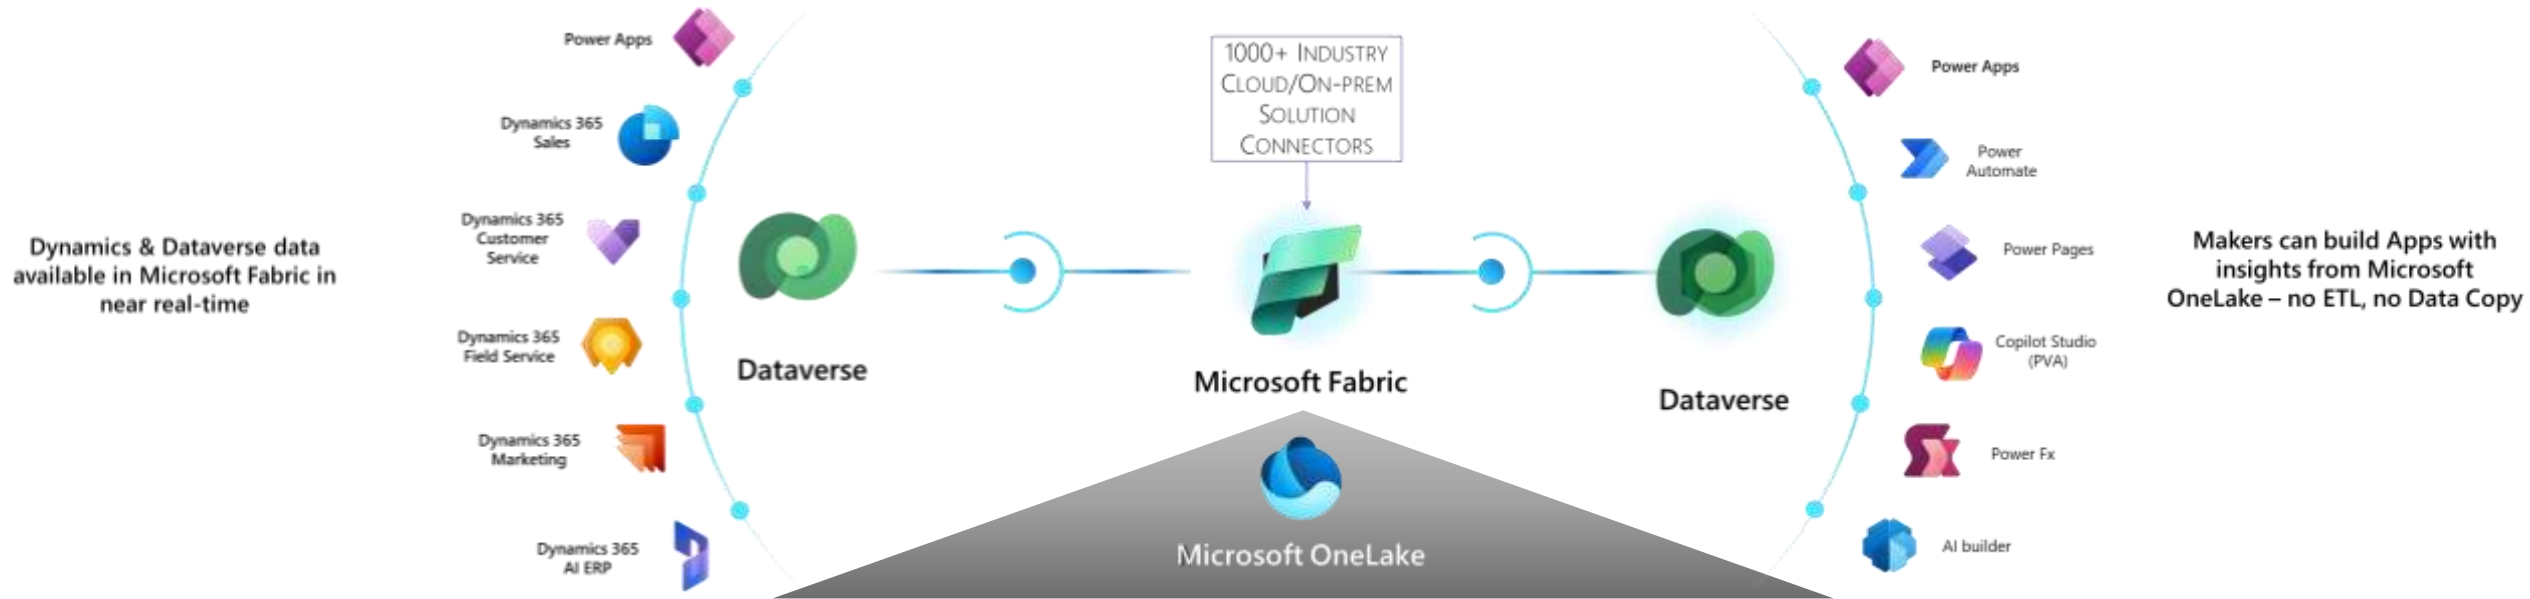 Dynamics & Dataverse data
available in Microsoft Fabric in
near real-time
Power Apps
Dynamics 365
Sales
Dynamics 365
Customer
Service
Dynamics 365
Field Service
Dynamics 365
Marketing
Dynamics 365
AI ERP
Dataverse
1000+ INDUSTRY
CLOUD/ON-PREM
SOLUTION
CONNECTORS
Microsoft Fabric
Microsoft OneLake
Dataverse
Power Apps
Power
Automate
Power Pages
Copilot Studio
(PVA)
Power Fx
AI builder
Makers can build Apps with
insights from Microsoft
OneLake – no ETL, no Data Copy